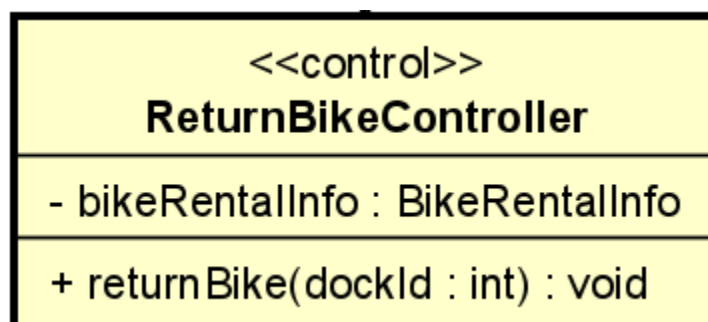 <<control>>
ReturnBikeController
- bikeRentalInfo : BikeRentalInfo
+ returnBike(dockId : int) : void